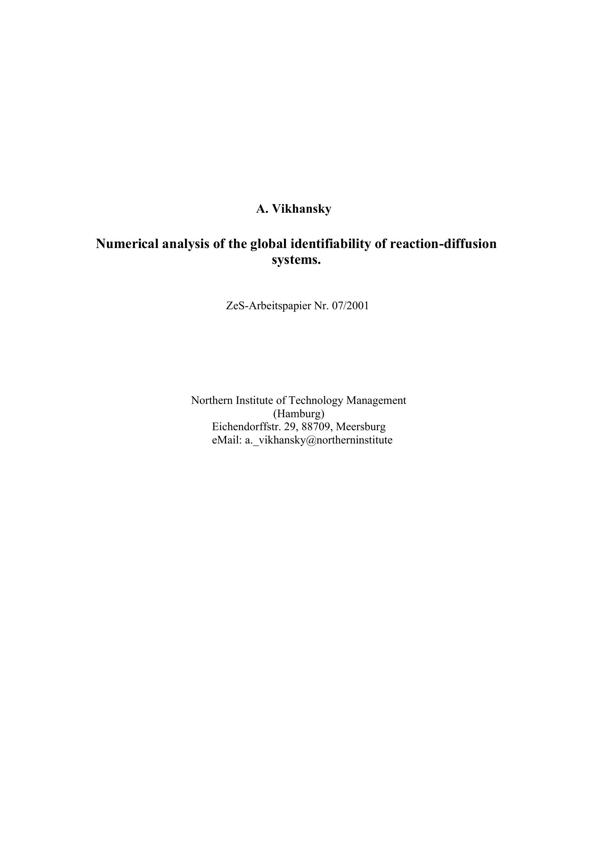 A. Vikhansky
Numerical analysis of the global identifiability of reaction-diffusion
systems.
ZeS-Arbeitspapier Nr. 07/2001
Northern Institute of Technology Management
(Hamburg)
Eichendorffstr. 29, 88709, Meersburg
eMail: a._vikhansky@northerninstitute